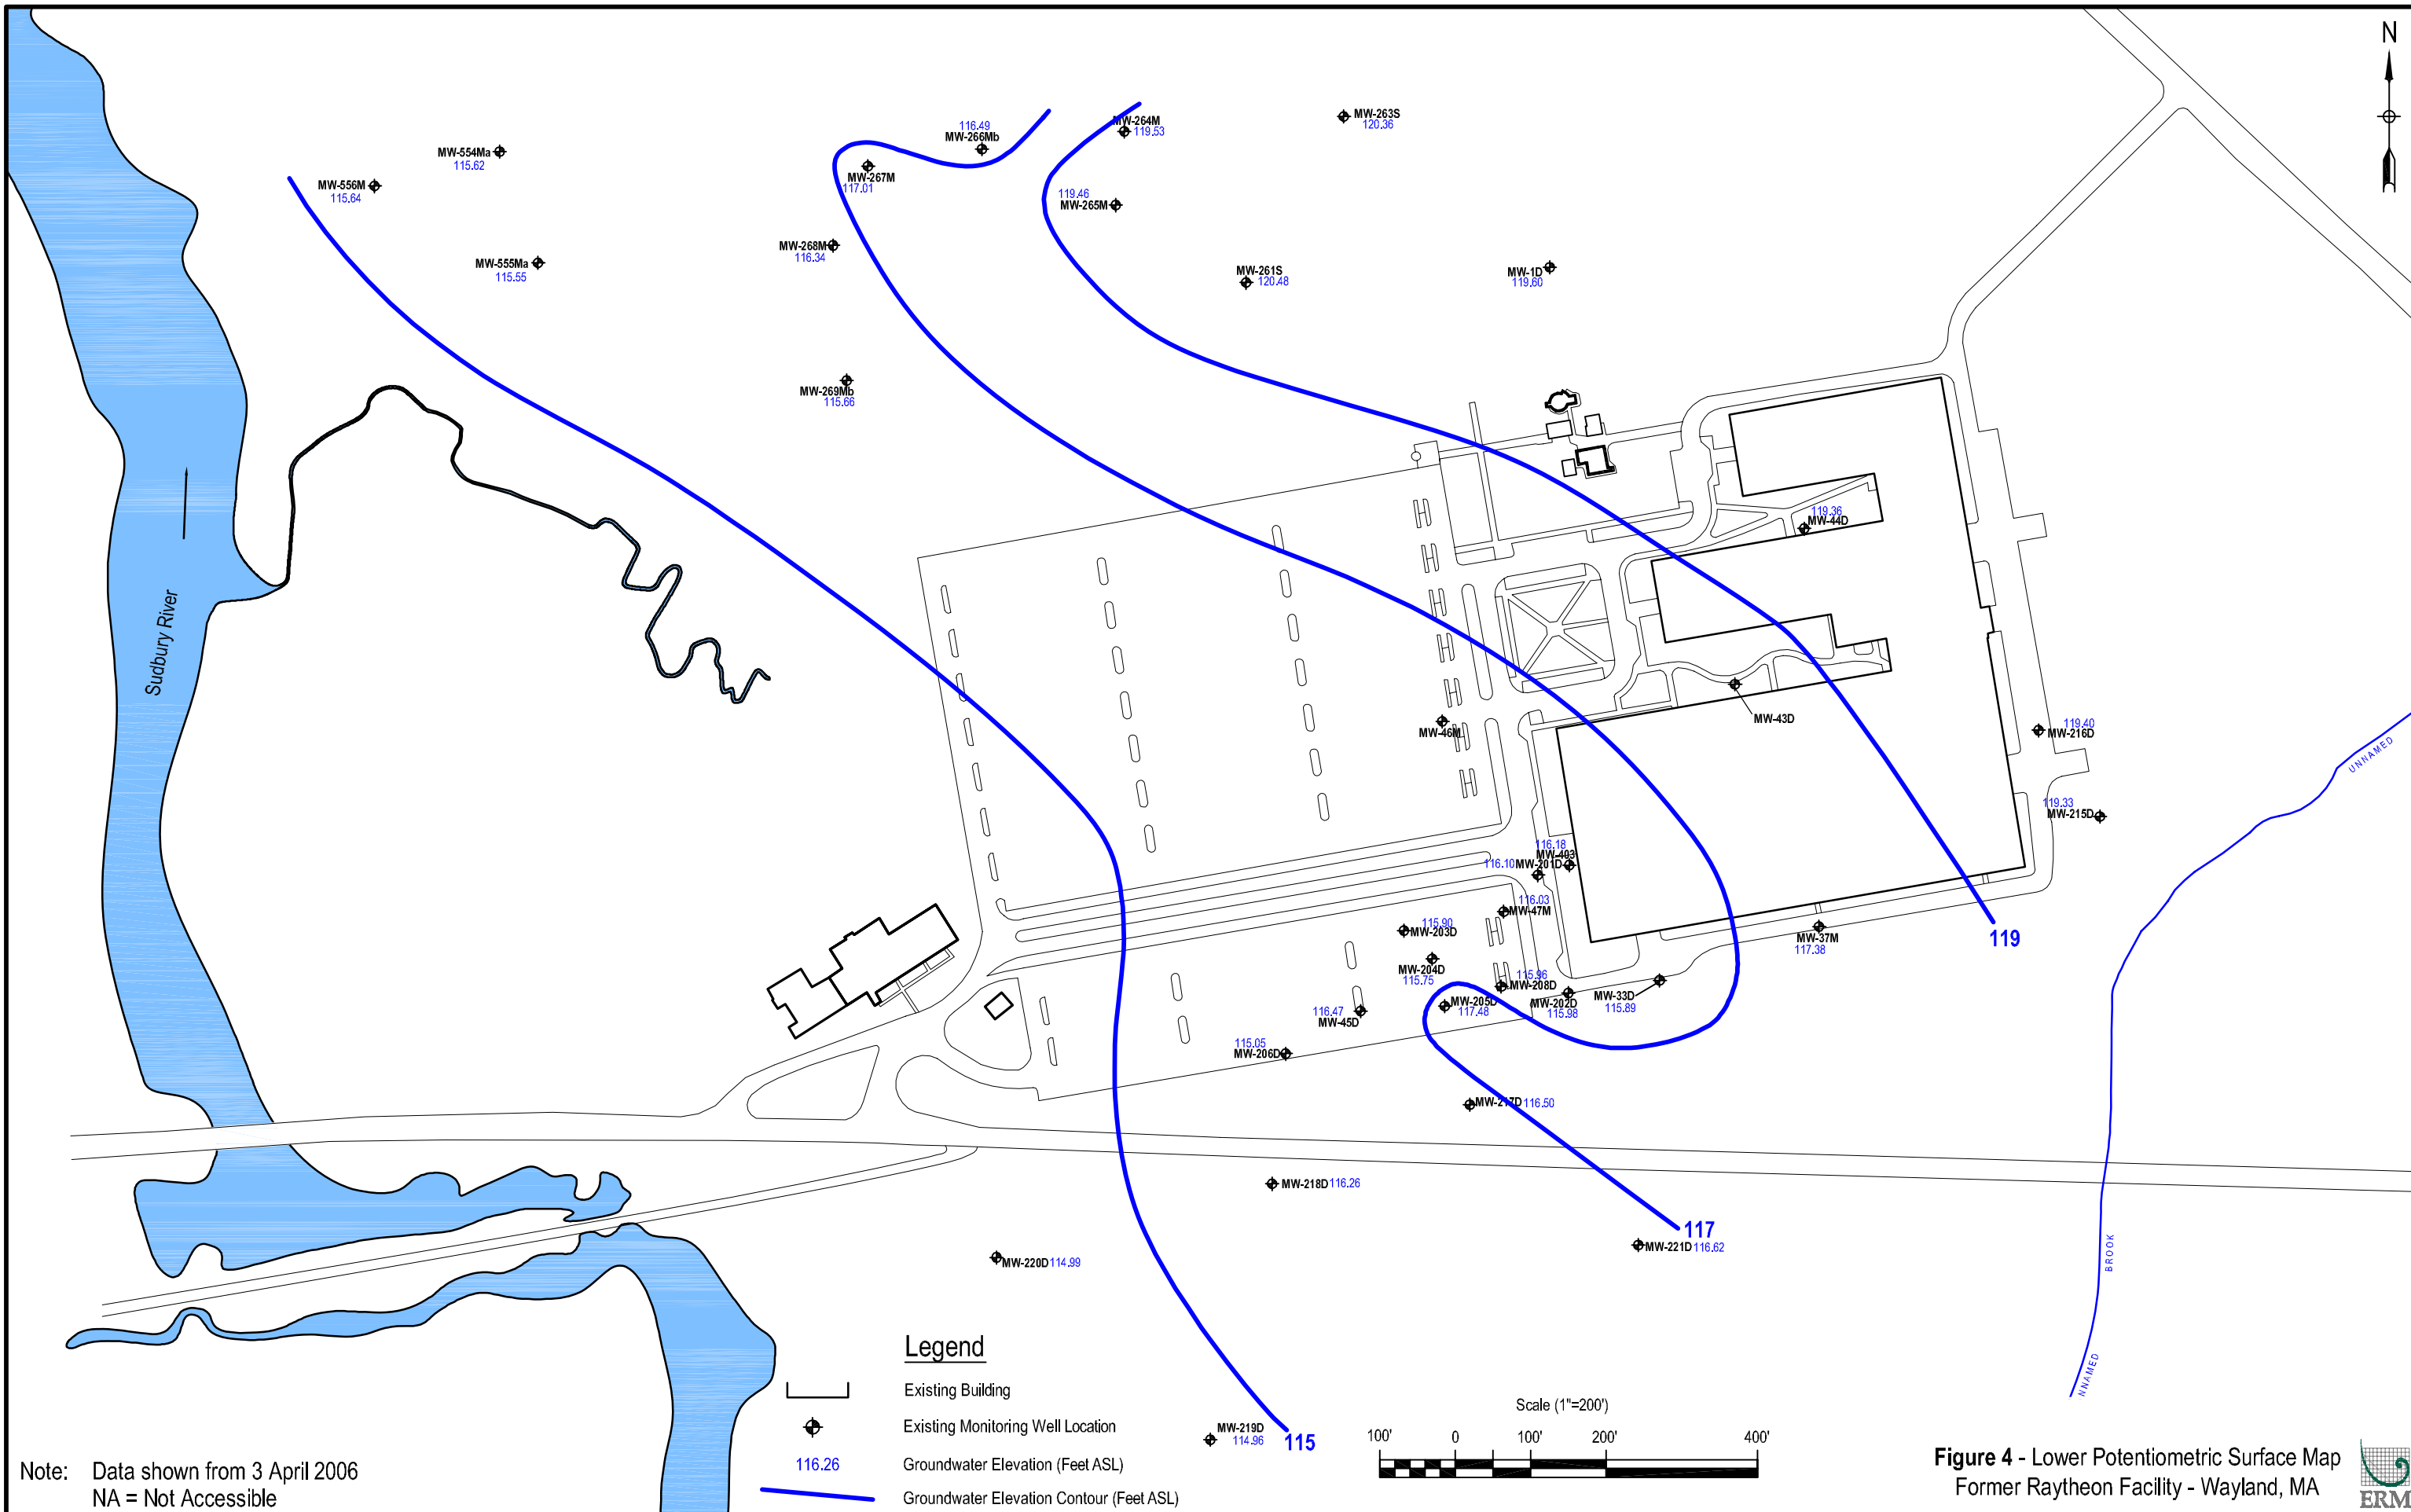 N
MW-263S
120.36
MW-264M
119.53
116.49
MW-266Mb
MW-554Ma
115.62
MW-556M
115.64
MW-267M
117.01
119.46
MW-265M
MW-268M
116.34
MW-555Ma
115.55
MW-261S
120.48
MW-1D
119.60
MW-269Mb
115.66
119.36
MW-44D
Sudbury River
MW-43D
MW-46M
119.40
MW-216D
UNNAMED
119.33
MW-215D
116.18
MW-403
116.10 MW-201D
116.03
MW-47M
115.90
MW-203D
MW-37M
117.38
119
MW-204D
115.75
115.96
MW-208D
MW-205D
117.48
MW-202D
115.98
MW-33D
115.89
116.47
MW-45D
115.05
MW-206D
MW-217D 116.50
MW-218D 116.26
117
MW-221D 116.62
MW-220D 114.99
BROOK
NNAMED
MW-219D
114.96
115
Legend
Existing Building
Existing Monitoring Well Location
116.26 Groundwater Elevation (Feet ASL)
Groundwater Elevation Contour (Feet ASL)
Scale (1"=200')
100' 0 100' 200' 400'
Note: Data shown from 3 April 2006
NA = Not Accessible
Figure 4 - Lower Potentiometric Surface Map
Former Raytheon Facility - Wayland, MA
ERM